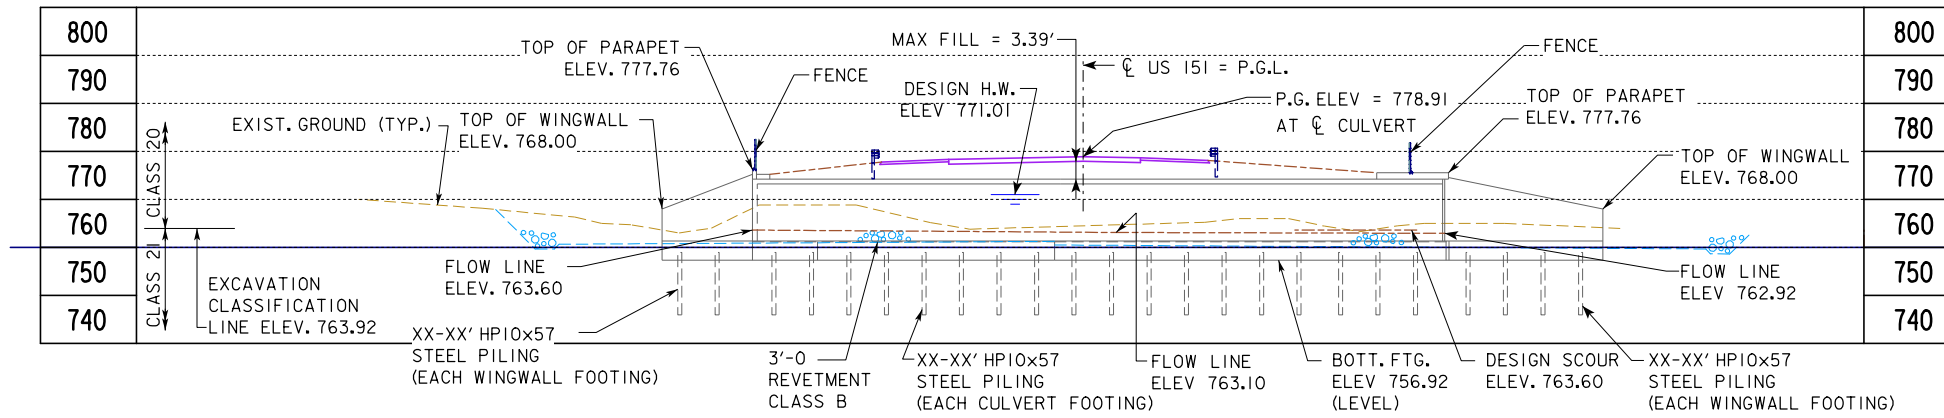 800
790
780
770
760
750
740
CLASS 20
CLASS 21
EXIST. GROUND (TYP.)
EXCAVATION
CLASSIFICATION
LINE ELEV. 763.92
TOP OF WINGWALL
ELEV. 768.00
TOP OF PARAPET
ELEV. 777.76
FENCE
MAX FILL = 3.39'
DESIGN H.W.
ELEV 771.01
℄ US 151 = P.G.L.
P.G. ELEV = 778.91
AT ℄ CULVERT
FENCE
TOP OF PARAPET
ELEV. 777.76
TOP OF WINGWALL
ELEV. 768.00
FLOW LINE
ELEV. 763.60
XX-XX' HP10x57
STEEL PILING
(EACH WINGWALL FOOTING)
3'-0
REVETMENT
CLASS B
XX-XX' HP10x57
STEEL PILING
(EACH CULVERT FOOTING)
FLOW LINE
ELEV 763.10
BOTT. FTG.
ELEV 756.92
(LEVEL)
DESIGN SCOUR
ELEV. 763.60
FLOW LINE
ELEV 762.92
XX-XX' HP10x57
STEEL PILING
(EACH WINGWALL FOOTING)
800
790
780
770
760
750
740